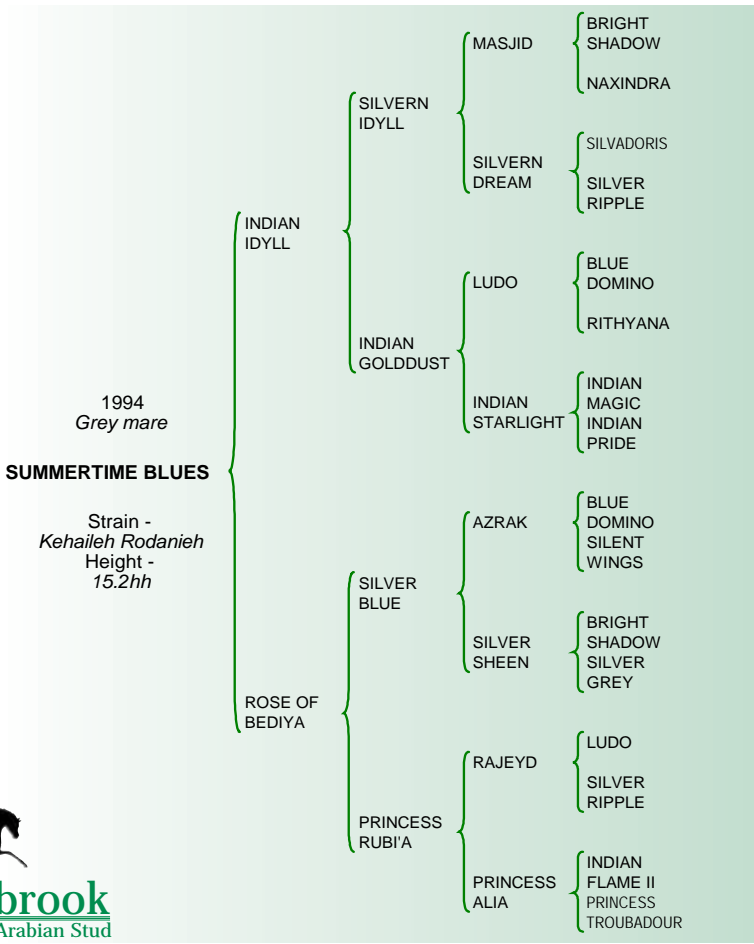 1994
Grey mare
SUMMERTIME BLUES
Strain -
Kehaileh Rodanieh
Height -
15.2hh
INDIAN
IDYLL
ROSE OF
BEDIYA
SILVERN
IDYLL
INDIAN
GOLDDUST
SILVER
BLUE
PRINCESS
RUBI'A
MASJID
SILVERN
DREAM
LUDO
INDIAN
STARLIGHT
AZRAK
SILVER
SHEEN
RAJEYD
PRINCESS
ALIA
BRIGHT
SHADOW
NAXINDRA
SILVADORIS
SILVER
RIPPLE
BLUE
DOMINO
RITHYANA
INDIAN
MAGIC
INDIAN
PRIDE
BLUE
DOMINO
SILENT
WINGS
BRIGHT
SHADOW
SILVER
GREY
LUDO
SILVER
RIPPLE
INDIAN
FLAME II
PRINCESS
TROUBADOUR
brook
Arabian Stud